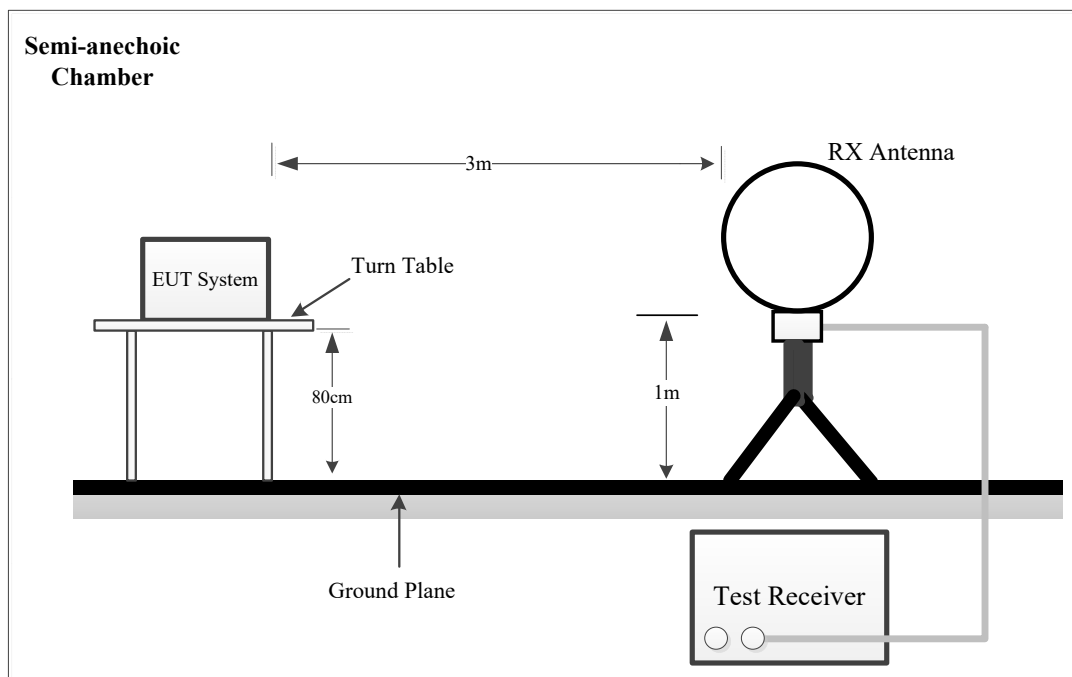 Semi-anechoic
Chamber
3m
RX Antenna
EUT System
Turn Table
80cm
1m
Ground Plane
Test Receiver